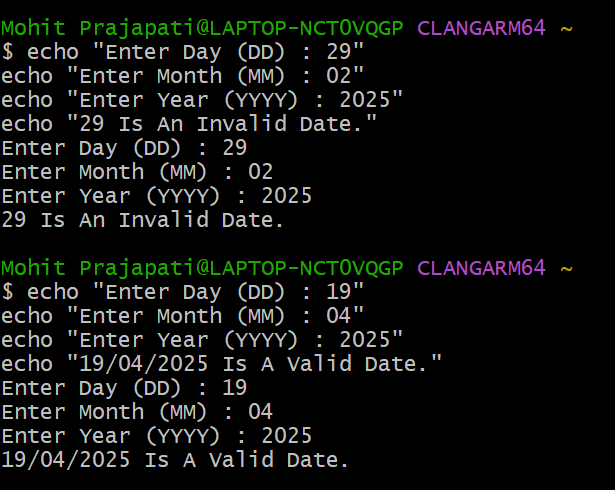 Mohit Prajapati@LAPTOP-NCT0VQGP CLANGARM64 ~
$ echo "Enter Day (DD) : 29"
echo "Enter Month (MM) : 02"
echo "Enter Year (YYYY) : 2025"
echo "29 Is An Invalid Date."
Enter Day (DD) : 29
Enter Month (MM) : 02
Enter Year (YYYY) : 2025
29 Is An Invalid Date.
Mohit Prajapati@LAPTOP-NCT0VQGP CLANGARM64 ~
$ echo "Enter Day (DD) : 19"
echo "Enter Month (MM) : 04"
echo "Enter Year (YYYY) : 2025"
echo "19/04/2025 Is A Valid Date."
Enter Day (DD) : 19
Enter Month (MM) : 04
Enter Year (YYYY) : 2025
19/04/2025 Is A Valid Date.